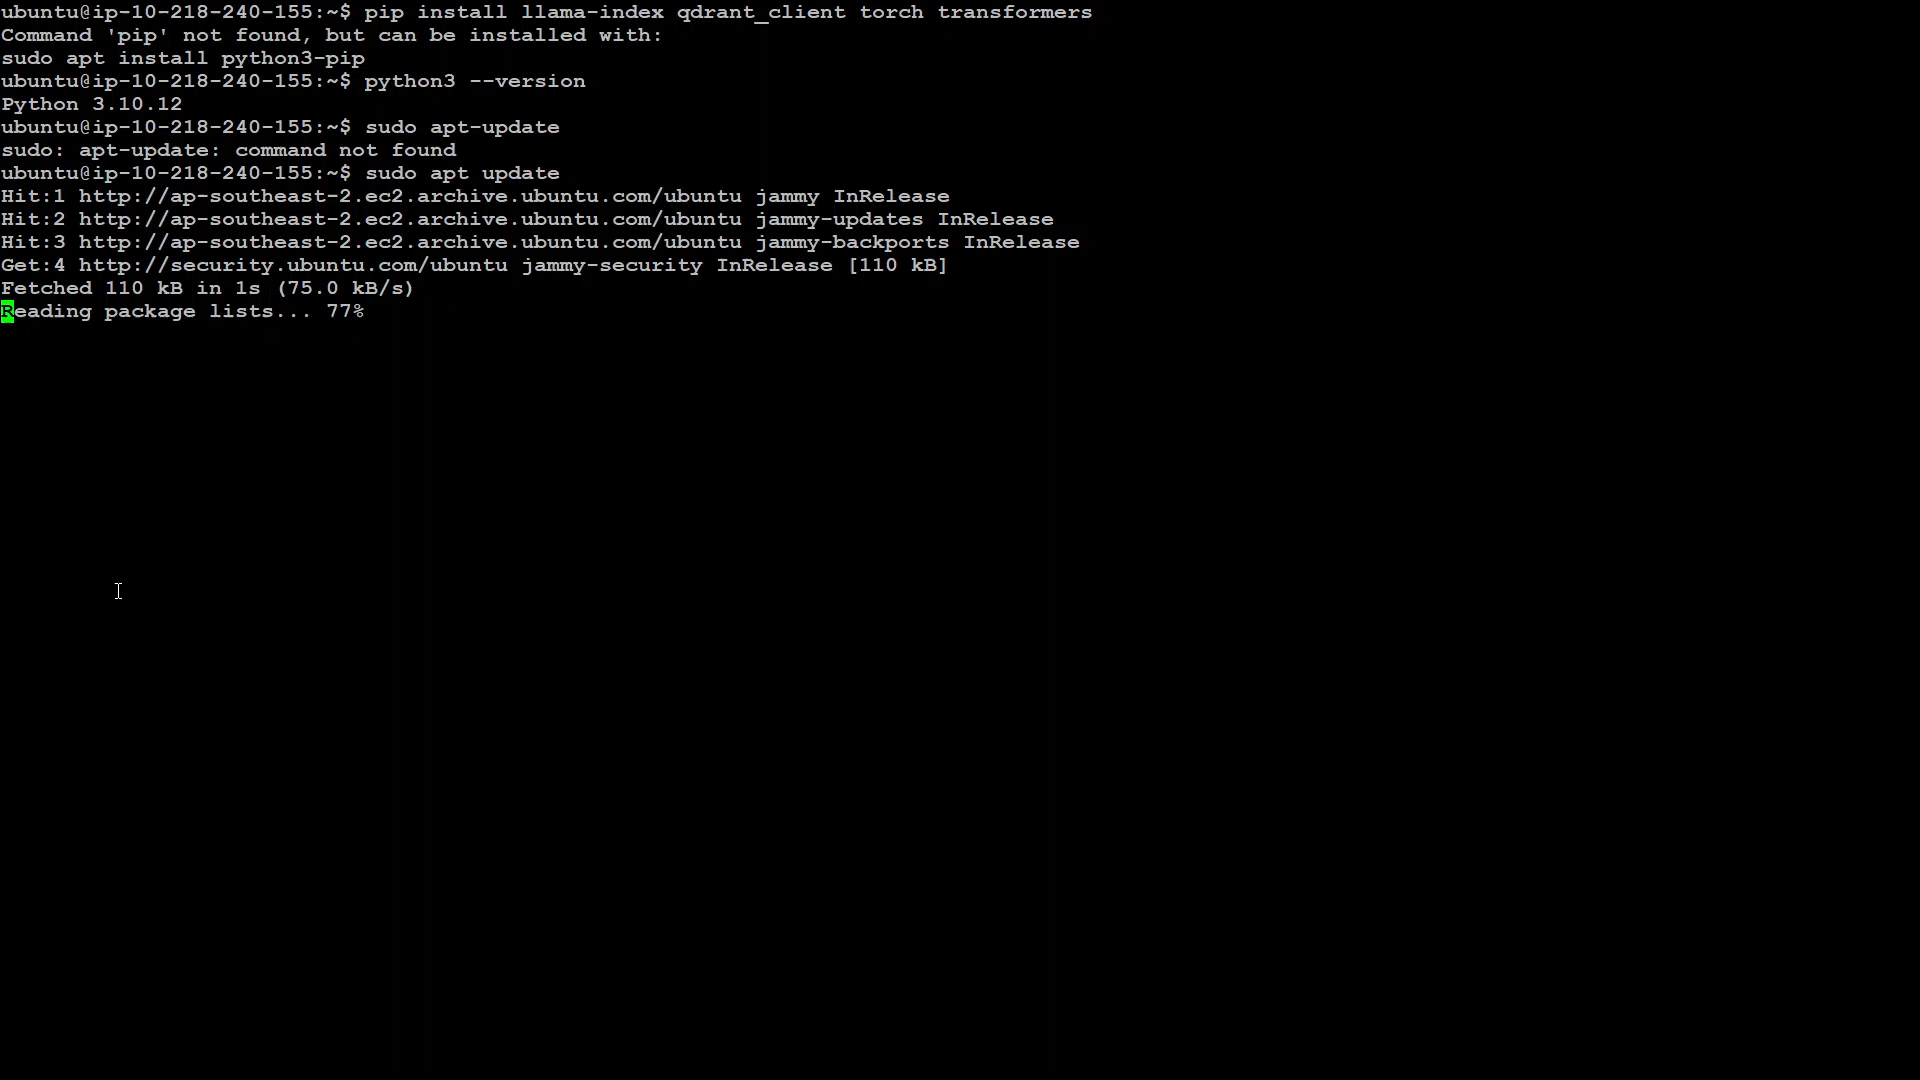 ubuntu@ip-10-218-240-155:~$ pip install llama-index qdrant_client torch transformers
Command 'pip' not found, but can be installed with:
sudo apt install python3-pip
ubuntu@ip-10-218-240-155:~$ python3 --version
Python 3.10.12
ubuntu@ip-10-218-240-155:~$ sudo apt-update
sudo: apt-update: command not found
ubuntu@ip-10-218-240-155:~$ sudo apt update
Hit:1 http://ap-southeast-2.ec2.archive.ubuntu.com/ubuntu jammy InRelease
Hit:2 http://ap-southeast-2.ec2.archive.ubuntu.com/ubuntu jammy-updates InRelease
Hit:3 http://ap-southeast-2.ec2.archive.ubuntu.com/ubuntu jammy-backports InRelease
Get:4 http://security.ubuntu.com/ubuntu jammy-security InRelease [110 kB]
Fetched 110 kB in 1s (75.0 kB/s)
Reading package lists... 77%